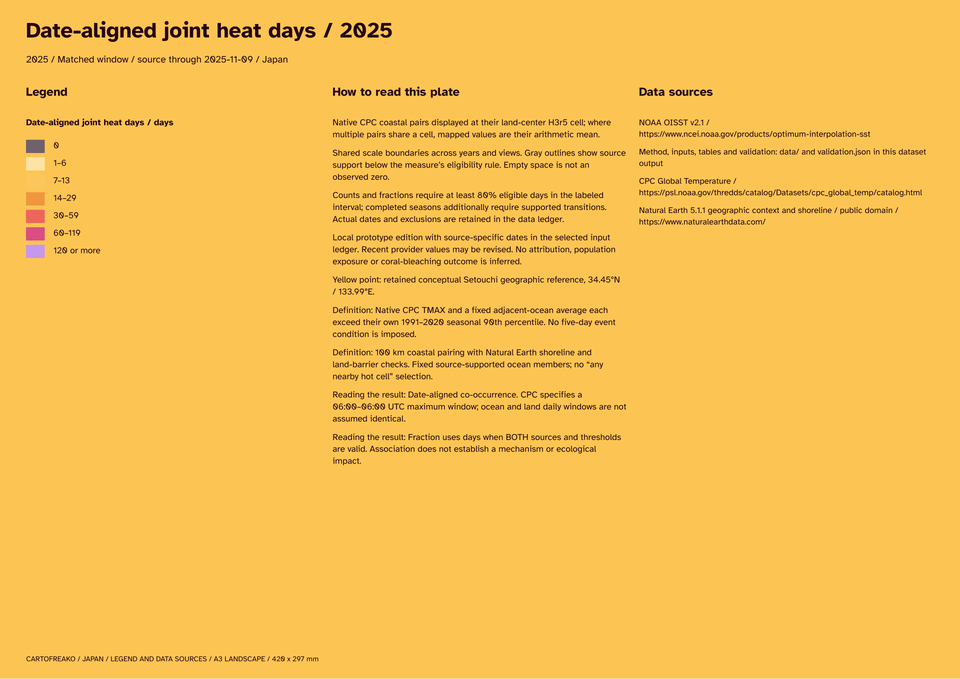 Date-aligned joint heat days / 2025
2025 / Matched window / source through 2025-11-09 / Japan
Legend
Date-aligned joint heat days / days
0
1–6
7–13
14–29
30–59
60–119
120 or more
How to read this plate
Native CPC coastal pairs displayed at their land-center H3r5 cell; where
multiple pairs share a cell, mapped values are their arithmetic mean.
Shared scale boundaries across years and views. Gray outlines show source
support below the measure's eligibility rule. Empty space is not an
observed zero.
Counts and fractions require at least 80% eligible days in the labeled
interval; completed seasons additionally require supported transitions.
Actual dates and exclusions are retained in the data ledger.
Local prototype edition with source-specific dates in the selected input
ledger. Recent provider values may be revised. No attribution, population
exposure or coral-bleaching outcome is inferred.
Yellow point: retained conceptual Setouchi geographic reference, 34.45°N
/ 133.99°E.
Definition: Native CPC TMAX and a fixed adjacent-ocean average each
exceed their own 1991–2020 seasonal 90th percentile. No five-day event
condition is imposed.
Definition: 100 km coastal pairing with Natural Earth shoreline and
land-barrier checks. Fixed source-supported ocean members; no “any
nearby hot cell” selection.
Reading the result: Date-aligned co-occurrence. CPC specifies a
06:00–06:00 UTC maximum window; ocean and land daily windows are not
assumed identical.
Reading the result: Fraction uses days when BOTH sources and thresholds
are valid. Association does not establish a mechanism or ecological
impact.
Data sources
NOAA OISST v2.1 /
https://www.ncei.noaa.gov/products/optimum-interpolation-sst
Method, inputs, tables and validation: data/ and validation.json in this dataset
output
CPC Global Temperature /
https://psl.noaa.gov/thredds/catalog/Datasets/cpc_global_temp/catalog.html
Natural Earth 5.1.1 geographic context and shoreline / public domain /
https://www.naturalearthdata.com/
CARTOFREAKO / JAPAN / LEGEND AND DATA SOURCES / A3 LANDSCAPE / 420 x 297 mm